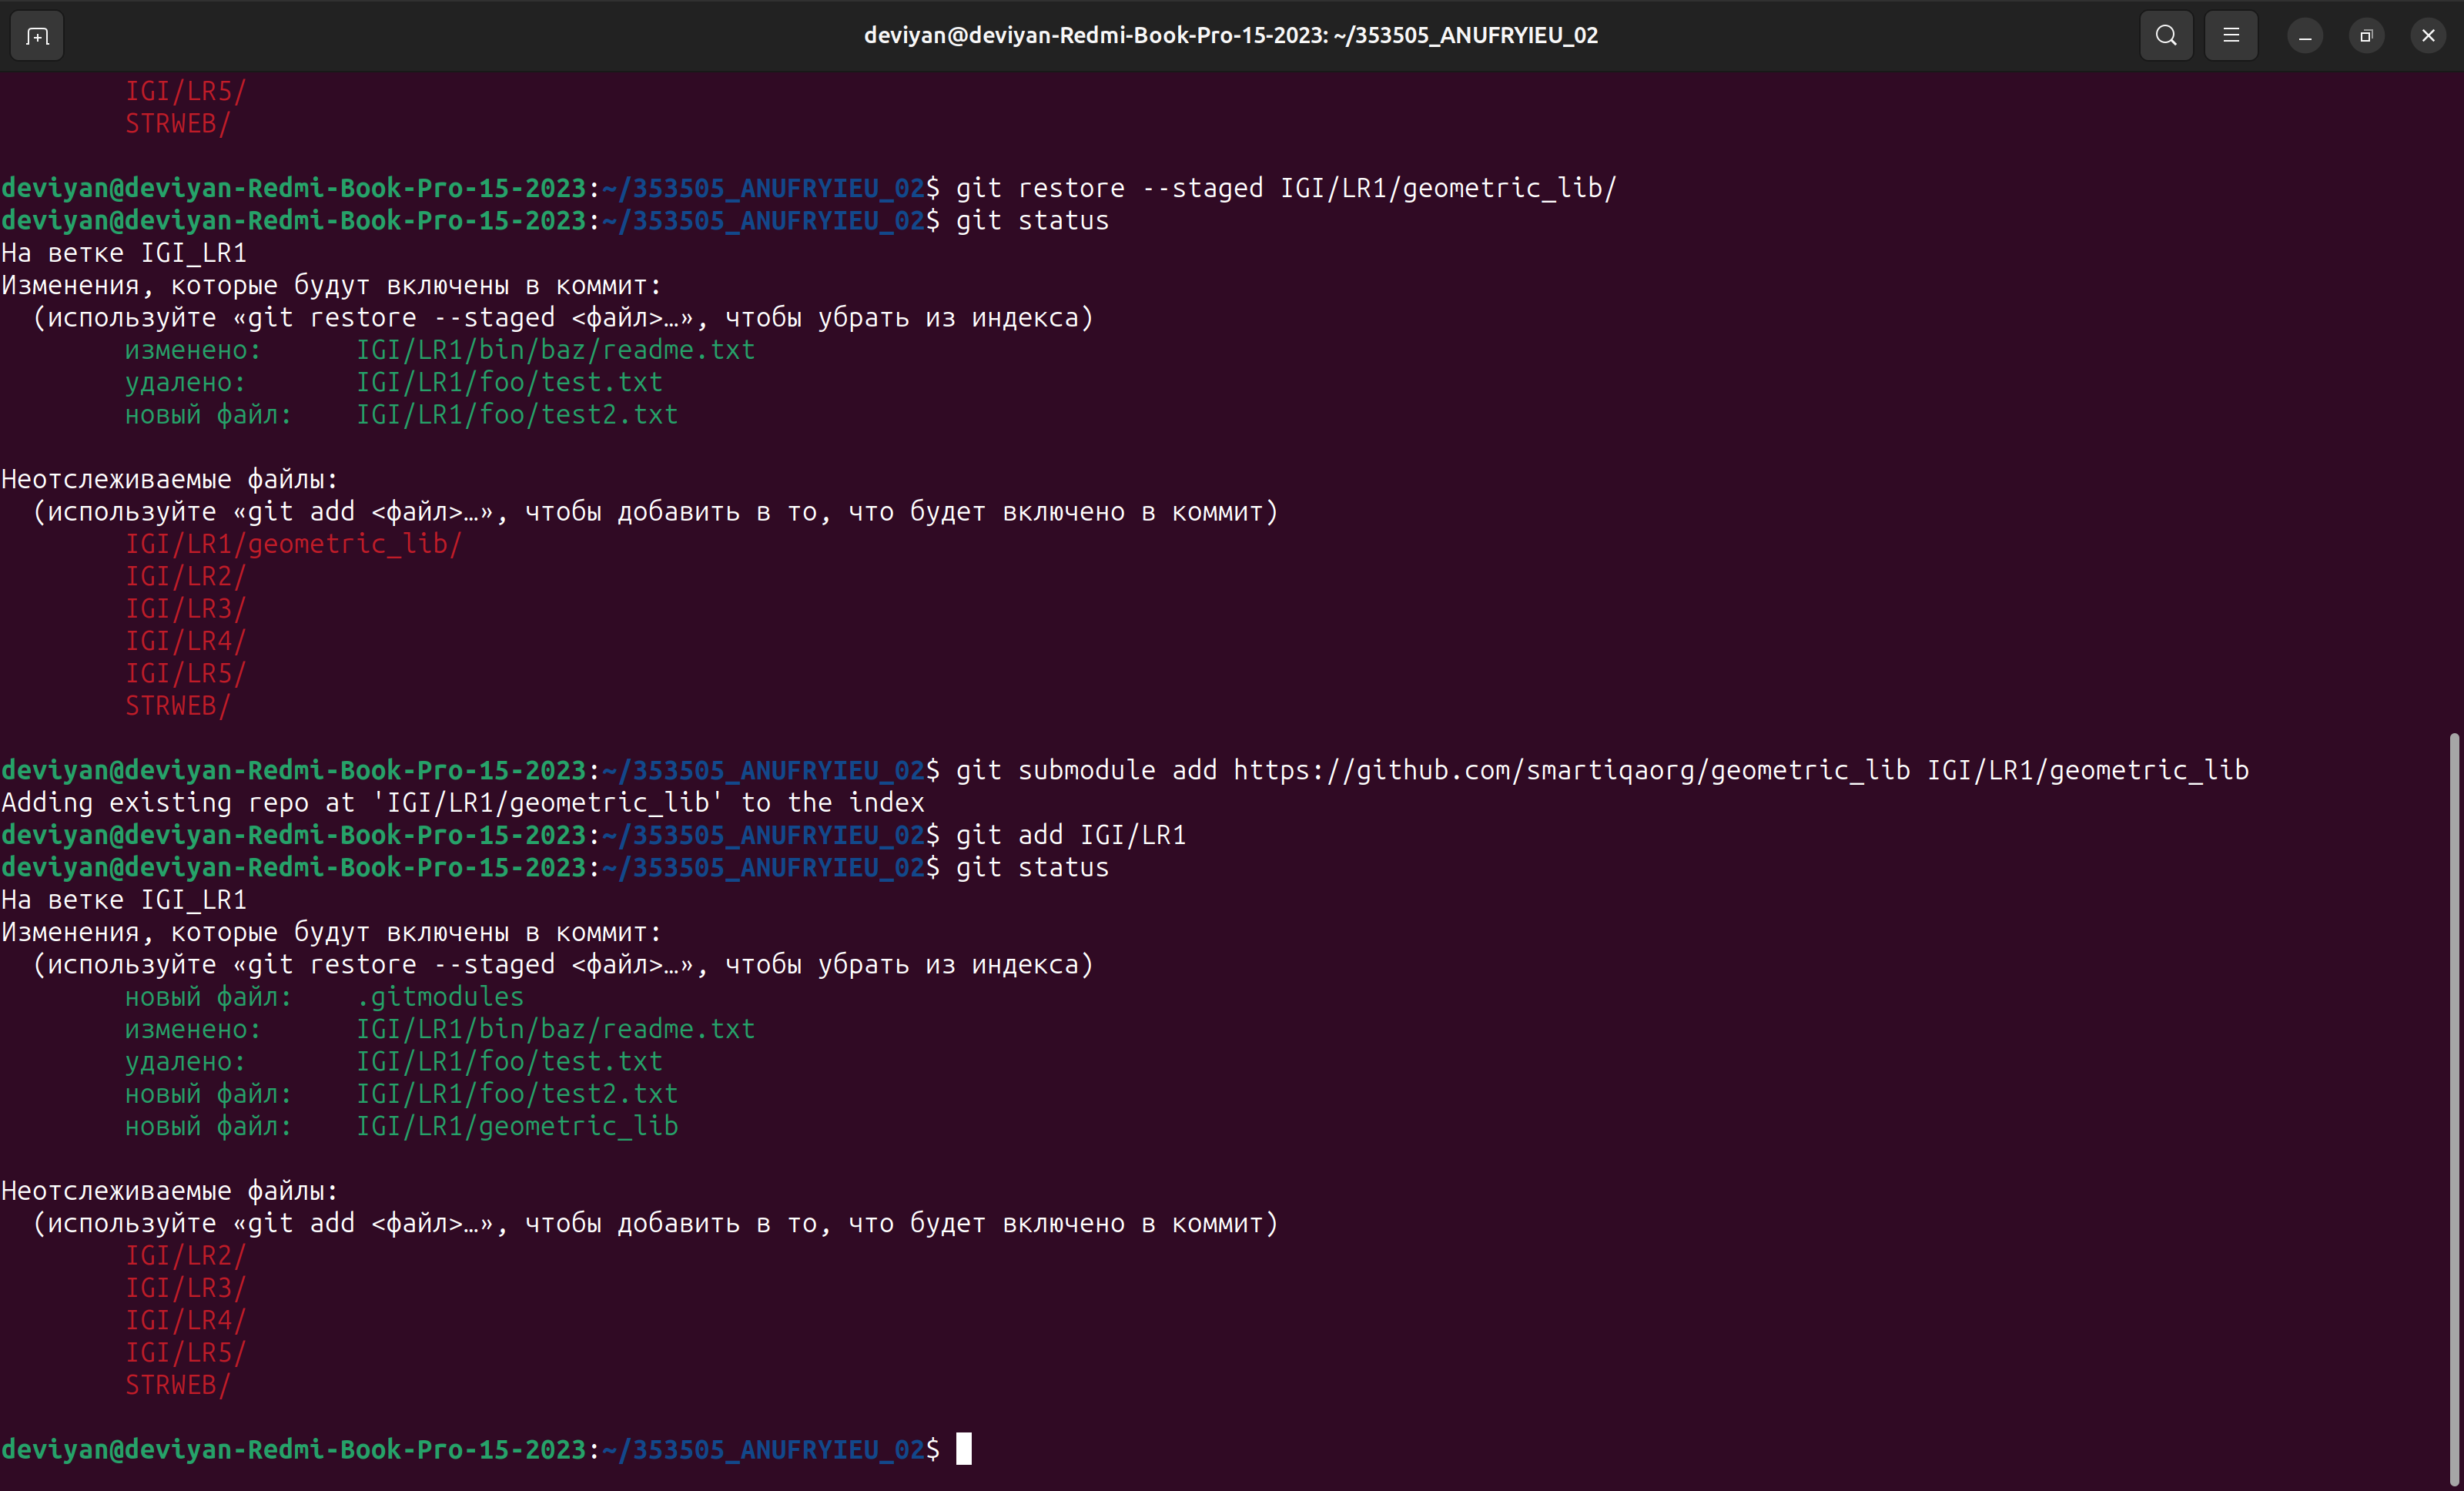 deviyan@deviyan-Redmi-Book-Pro-15-2023: ~/353505_ANUFRYIEU_02
IGI/LR5/
STRWEB/
deviyan@deviyan-Redmi-Book-Pro-15-2023:~/353505_ANUFRYIEU_02$ git restore --staged IGI/LR1/geometric_lib/
deviyan@deviyan-Redmi-Book-Pro-15-2023:~/353505_ANUFRYIEU_02$ git status
На ветке IGI_LR1
Изменения, которые будут включены в коммит:
(используйте «git restore --staged <файл>…», чтобы убрать из индекса)
изменено: IGI/LR1/bin/baz/readme.txt
удалено: IGI/LR1/foo/test.txt
новый файл: IGI/LR1/foo/test2.txt
Неотслеживаемые файлы:
(используйте «git add <файл>…», чтобы добавить в то, что будет включено в коммит)
IGI/LR1/geometric_lib/
IGI/LR2/
IGI/LR3/
IGI/LR4/
IGI/LR5/
STRWEB/
deviyan@deviyan-Redmi-Book-Pro-15-2023:~/353505_ANUFRYIEU_02$ git submodule add https://github.com/smartiqaorg/geometric_lib IGI/LR1/geometric_lib
Adding existing repo at 'IGI/LR1/geometric_lib' to the index
deviyan@deviyan-Redmi-Book-Pro-15-2023:~/353505_ANUFRYIEU_02$ git add IGI/LR1
deviyan@deviyan-Redmi-Book-Pro-15-2023:~/353505_ANUFRYIEU_02$ git status
На ветке IGI_LR1
Изменения, которые будут включены в коммит:
(используйте «git restore --staged <файл>…», чтобы убрать из индекса)
новый файл: .gitmodules
изменено: IGI/LR1/bin/baz/readme.txt
удалено: IGI/LR1/foo/test.txt
новый файл: IGI/LR1/foo/test2.txt
новый файл: IGI/LR1/geometric_lib
Неотслеживаемые файлы:
(используйте «git add <файл>…», чтобы добавить в то, что будет включено в коммит)
IGI/LR2/
IGI/LR3/
IGI/LR4/
IGI/LR5/
STRWEB/
deviyan@deviyan-Redmi-Book-Pro-15-2023:~/353505_ANUFRYIEU_02$